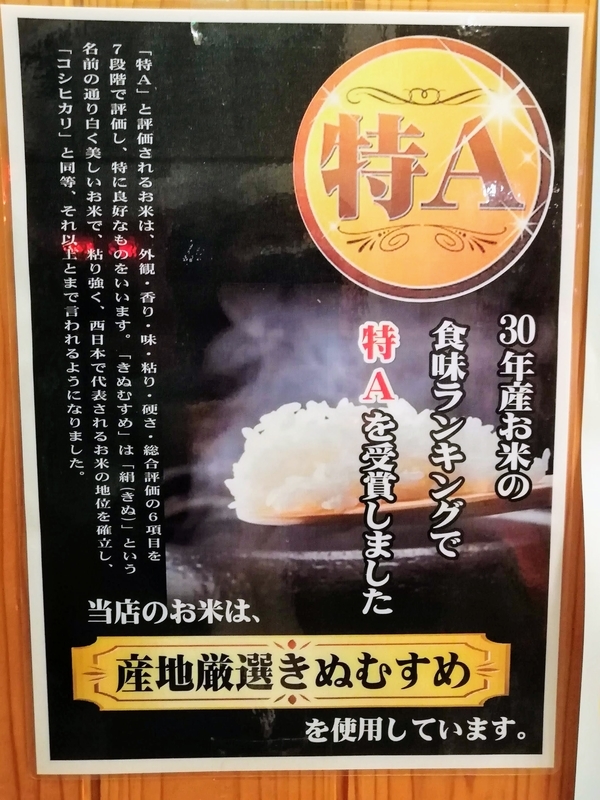 特A
30年産お米の
食味ランキングで
特Aを受賞しました
「特A」と評価されるお米は、外観・香り・味・粘り・硬さ・総合評価の6項目を
7段階で評価し、特に良好なものをいいます。「きぬむすめ」は「絹(きぬ)」という
名前の通り白く美しいお米で、粘り強く、西日本で代表されるお米の地位を確立し、
「コシヒカリ」と同等、それ以上とまで言われるようになりました。
当店のお米は、
産地厳選きぬむすめ
を使用しています。